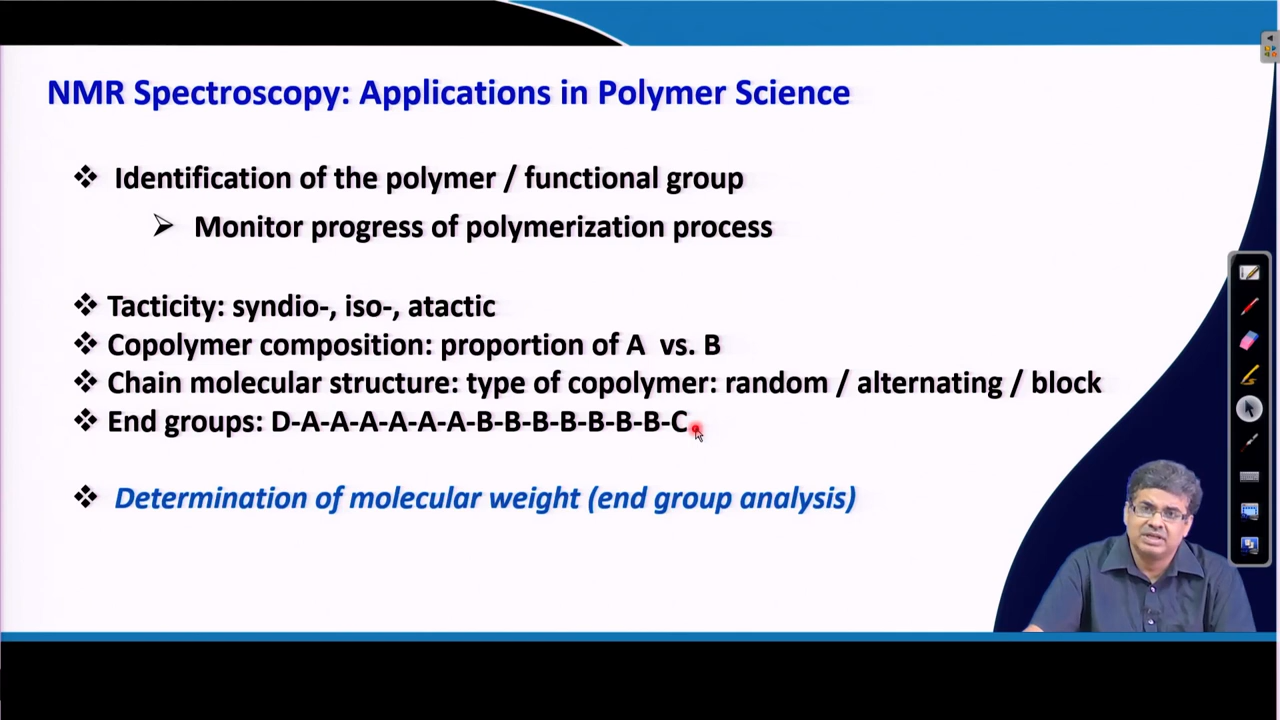 NMR Spectroscopy: Applications in Polymer Science
❖ Identification of the polymer / functional group
➢ Monitor progress of polymerization process
❖ Tacticity: syndio-, iso-, atactic
❖ Copolymer composition: proportion of A vs. B
❖ Chain molecular structure: type of copolymer: random / alternating / block
❖ End groups: D-A-A-A-A-A-A-B-B-B-B-B-B-B-C
❖ Determination of molecular weight (end group analysis)